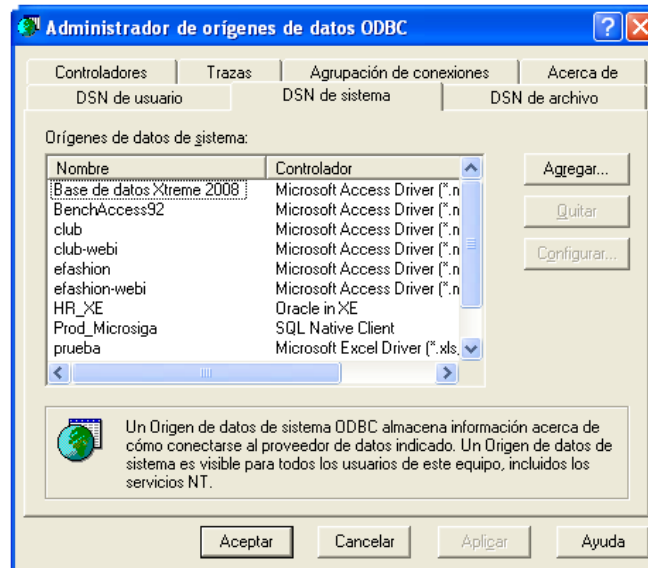 Administrador de orígenes de datos ODBC
Controladores Trazas Agrupación de conexiones Acerca de
DSN de usuario DSN de sistema DSN de archivo
Orígenes de datos de sistema:
Nombre Controlador
Base de datos Xtreme 2008 Microsoft Access Driver (*.n
BenchAccess92 Microsoft Access Driver (*.n
club Microsoft Access Driver (*.n
club-webi Microsoft Access Driver (*.n
efashion Microsoft Access Driver (*.n
efashion-webi Microsoft Access Driver (*.n
HR_XE Oracle in XE
Prod_Microsiga SQL Native Client
prueba Microsoft Excel Driver (*.xls,
Agregar...
Quitar
Configurar...
Un Origen de datos de sistema ODBC almacena información acerca de
cómo conectarse al proveedor de datos indicado. Un Origen de datos de
sistema es visible para todos los usuarios de este equipo, incluidos los
servicios NT.
Aceptar Cancelar Aplicar Ayuda